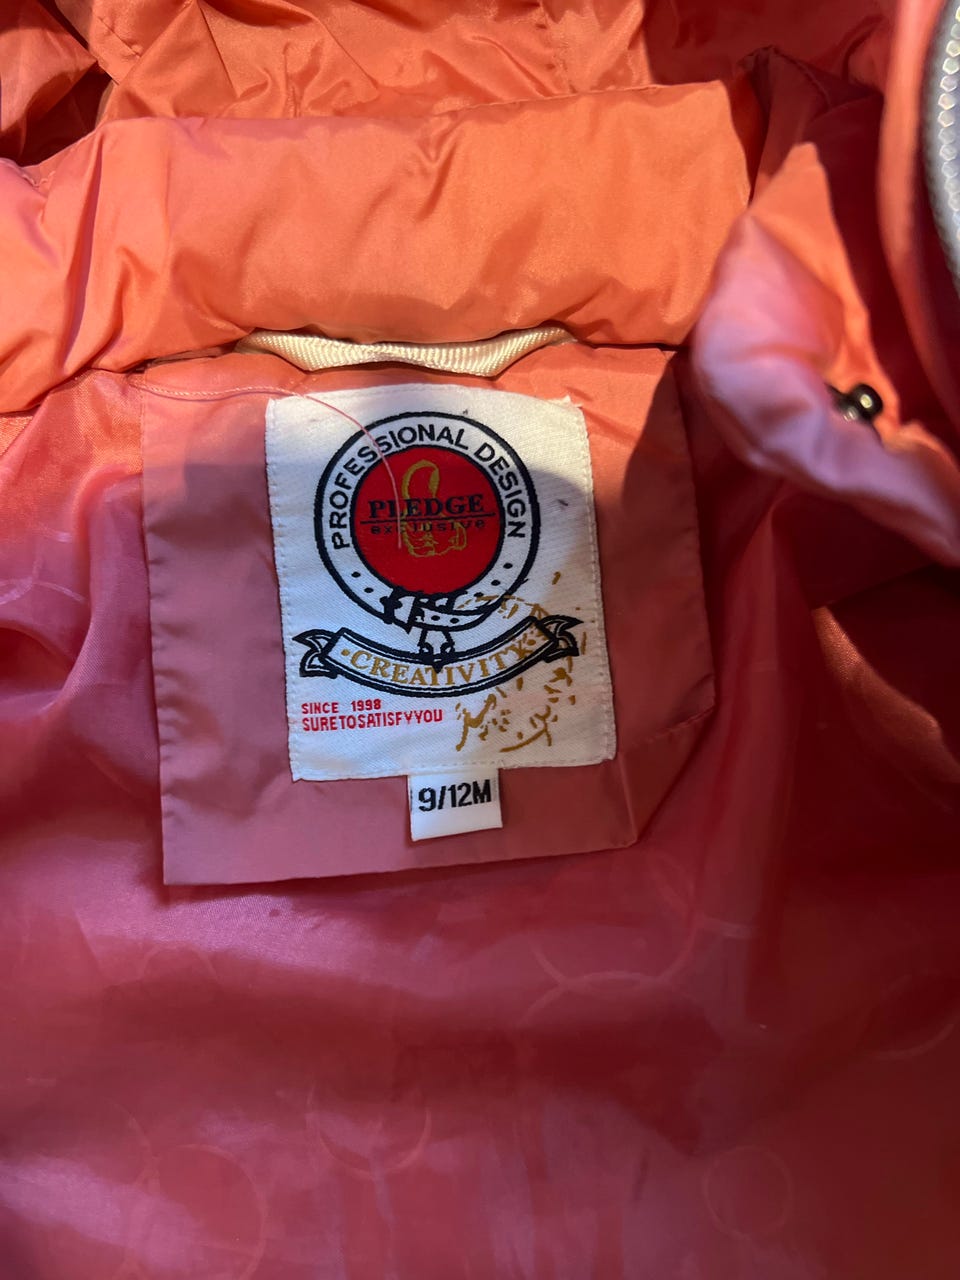 PROFESSIONAL DESIGN
PLEDGE
exclusive
CREATIVITY
SINCE 1998
SURETOSATISFYYOU
9/12M